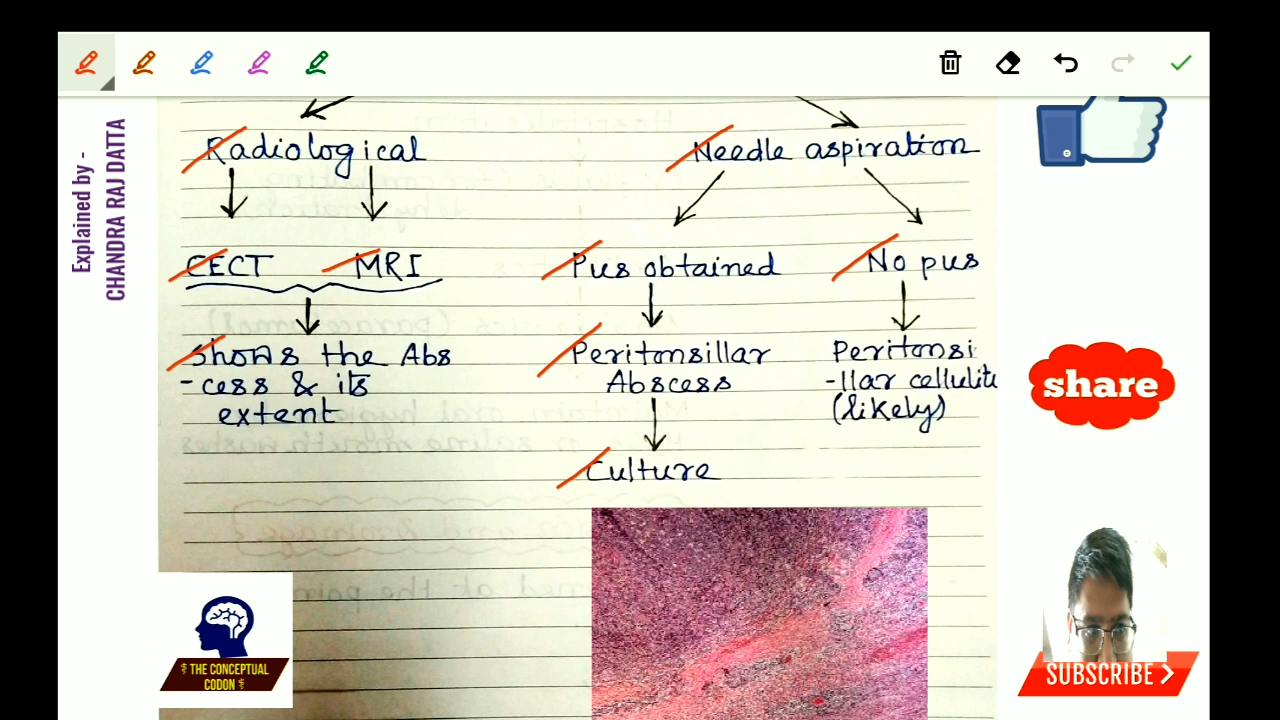 Explained by -
CHANDRA RAJ DATTA
Radiological
Needle aspiration
CECT
MRI
Pus obtained
No pus
Shows the Abs
-cess & its
extent
Peritonsillar
Abscess
Peritonsi
-llar cellulite
(likely)
Culture
share
THE CONCEPTUAL
CODON
SUBSCRIBE